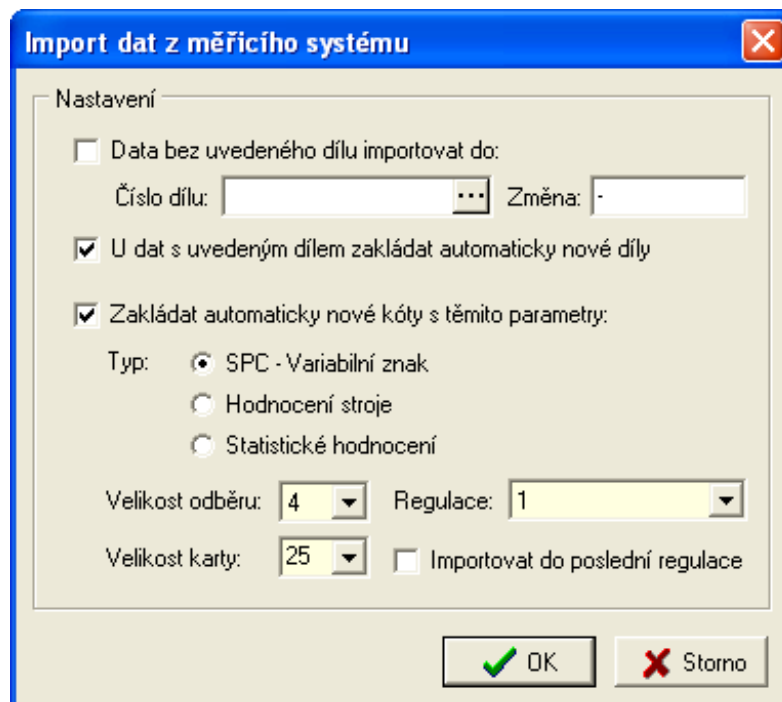 Import dat z měřicího systému
Nastavení
Data bez uvedeného dílu importovat do:
Číslo dílu: ... Změna: -
U dat s uvedeným dílem zakládat automaticky nové díly
Zakládat automaticky nové kóty s těmito parametry:
Typ: SPC - Variabilní znak
Hodnocení stroje
Statistické hodnocení
Velikost odběru: 4 Regulace: 1
Velikost karty: 25 Importovat do poslední regulace
OK Storno